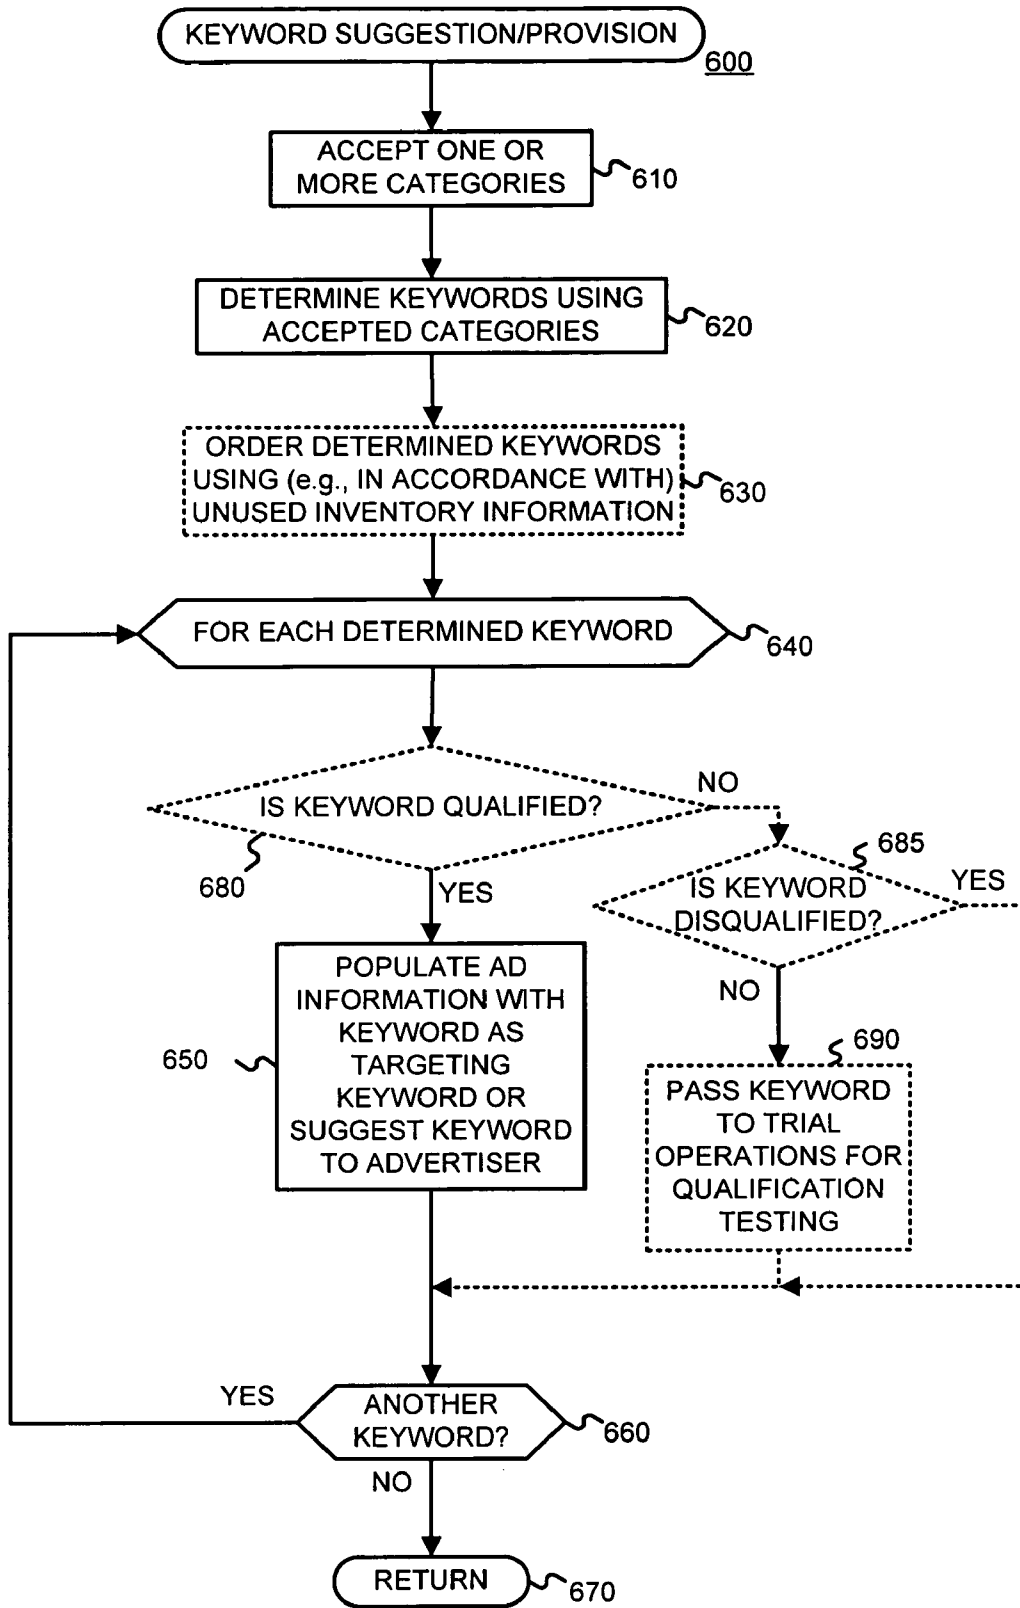 KEYWORD SUGGESTION/PROVISION
600
ACCEPT ONE OR
MORE CATEGORIES
610
DETERMINE KEYWORDS USING
ACCEPTED CATEGORIES
620
ORDER DETERMINED KEYWORDS
USING (e.g., IN ACCORDANCE WITH)
UNUSED INVENTORY INFORMATION
630
FOR EACH DETERMINED KEYWORD
640
IS KEYWORD QUALIFIED?
680
NO
YES
685
IS KEYWORD
DISQUALIFIED?
YES
NO
POPULATE AD
INFORMATION WITH
KEYWORD AS
TARGETING
KEYWORD OR
SUGGEST KEYWORD
TO ADVERTISER
650
690
PASS KEYWORD
TO TRIAL
OPERATIONS FOR
QUALIFICATION
TESTING
YES
ANOTHER
KEYWORD?
660
NO
RETURN
670